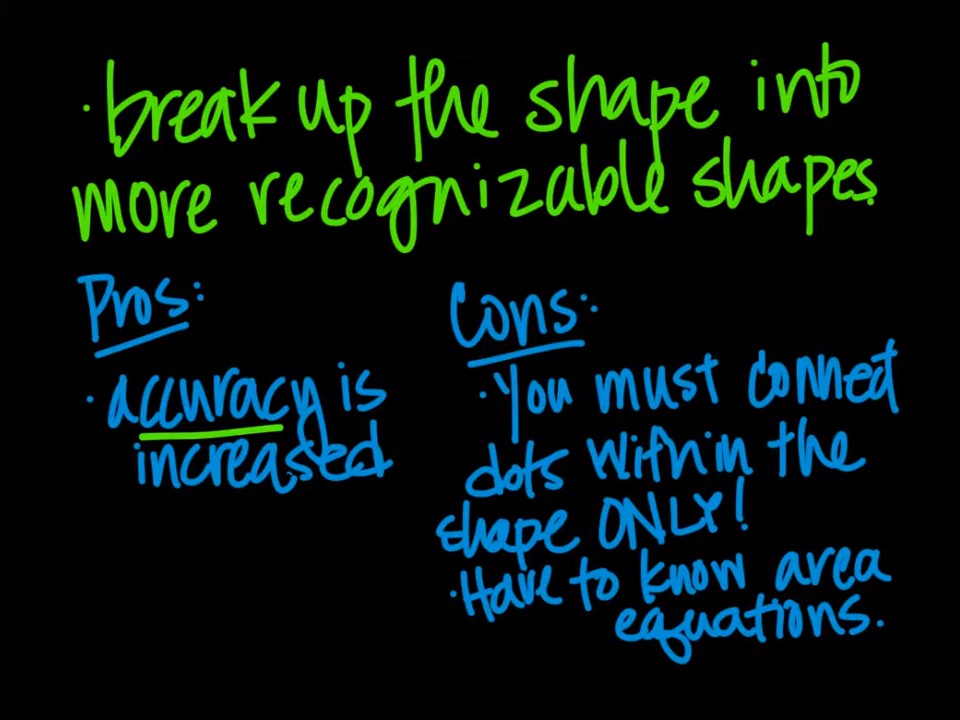 · break up the shape into
more recognizable shapes.
Pros:
· accuracy is
increased
Cons:
· You must connect
dots within the
shape ONLY!
· Have to know area
equations.